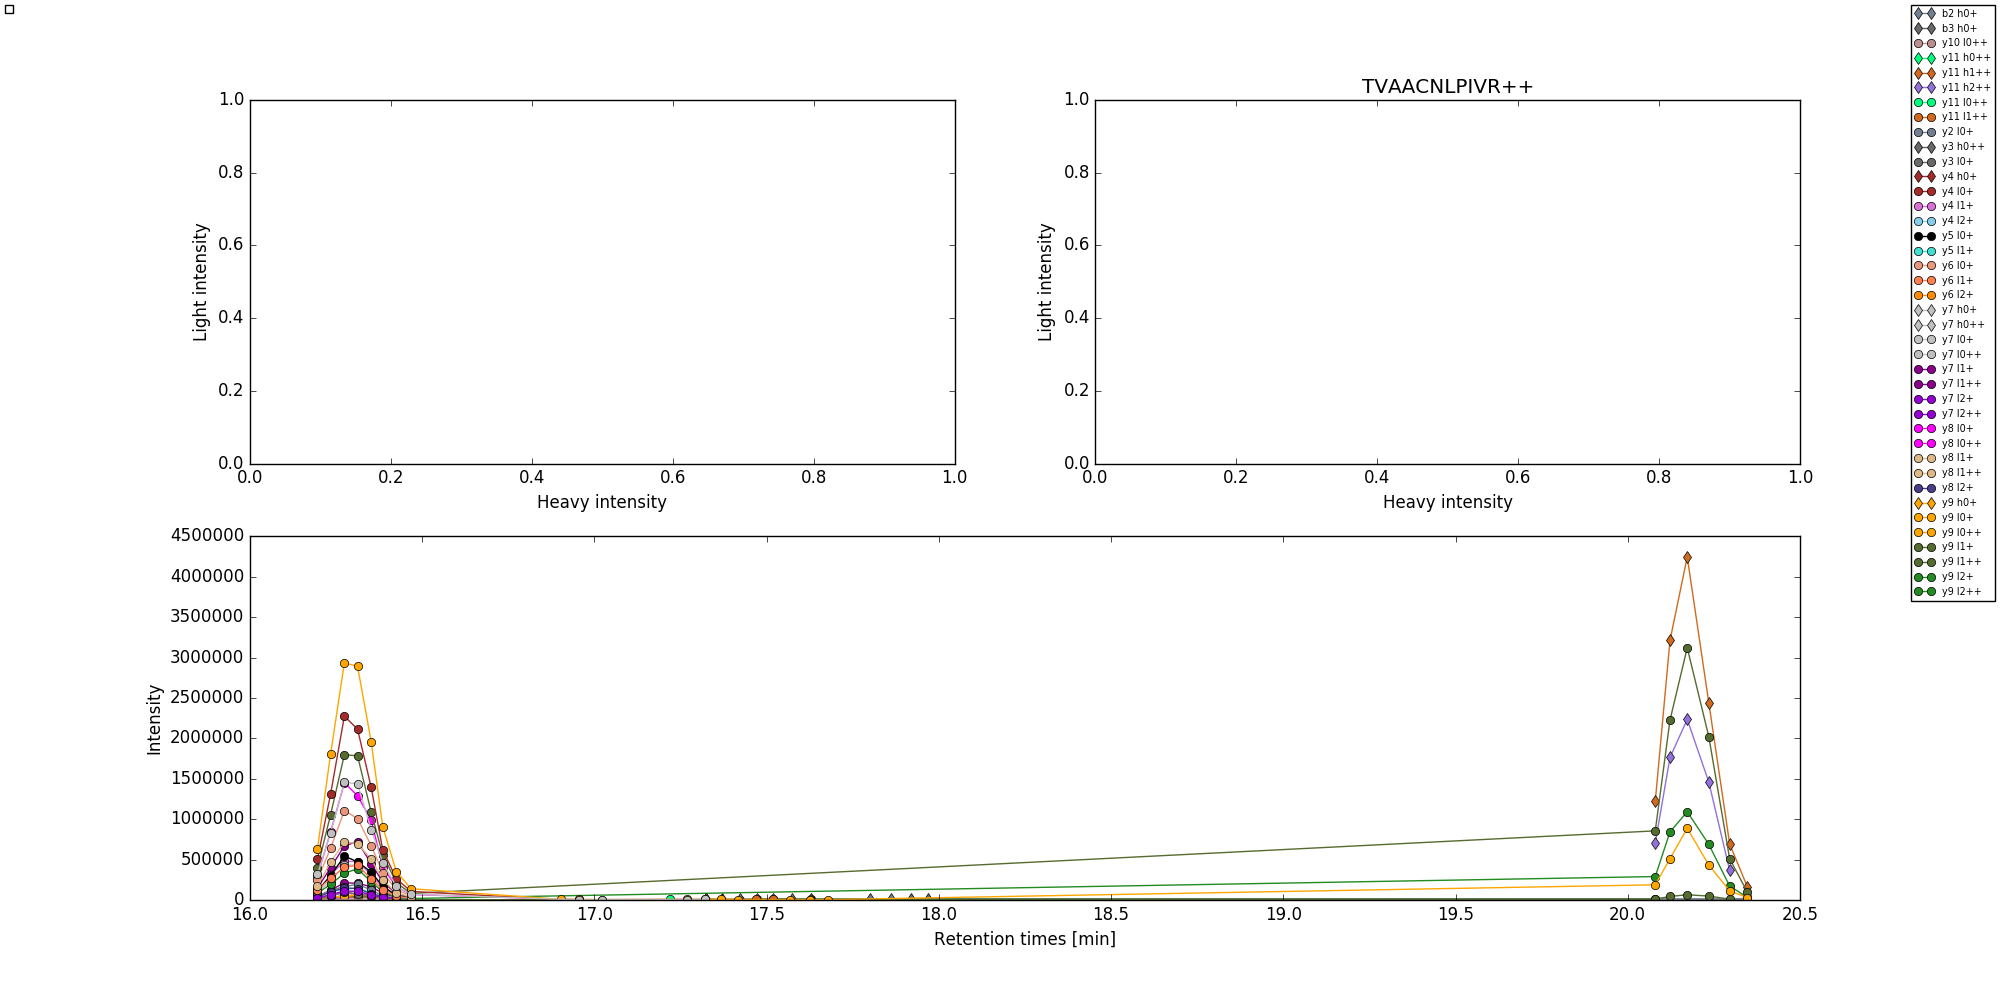 TVAACNLPIVR++
1.0
0.8
0.6
0.4
0.2
0.0
Light intensity
0.0 0.2 0.4 0.6 0.8 1.0
Heavy intensity
1.0
0.8
0.6
0.4
0.2
0.0
Light intensity
0.0 0.2 0.4 0.6 0.8 1.0
Heavy intensity
4500000
4000000
3500000
3000000
2500000
2000000
1500000
1000000
500000
0
Intensity
16.0 16.5 17.0 17.5 18.0 18.5 19.0 19.5 20.0 20.5
Retention times [min]
b2 h0+
b3 h0+
y10 l0++
y11 h0++
y11 h1++
y11 h2++
y11 l0++
y11 l1++
y2 l0+
y3 h0++
y3 l0+
y4 h0+
y4 l0+
y4 l1+
y4 l2+
y5 l0+
y5 l1+
y6 l0+
y6 l1+
y6 l2+
y7 h0+
y7 h0++
y7 l0+
y7 l0++
y7 l1+
y7 l1++
y7 l2+
y7 l2++
y8 l0+
y8 l0++
y8 l1+
y8 l1++
y8 l2+
y9 h0+
y9 l0+
y9 l0++
y9 l1+
y9 l1++
y9 l2+
y9 l2++